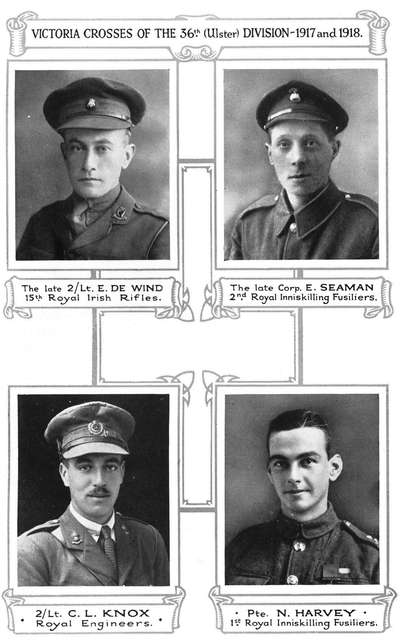 VICTORIA CROSSES OF THE 36th (Ulster) DIVISION-1917 and 1918.
The late 2/Lt. E. DE WIND
15th Royal Irish Rifles.
The late Corp. E. SEAMAN
2nd Royal Inniskilling Fusiliers.
2/Lt. C. L. KNOX
· Royal Engineers. ·
· Pte. N. HARVEY ·
1st Royal Inniskilling Fusiliers.